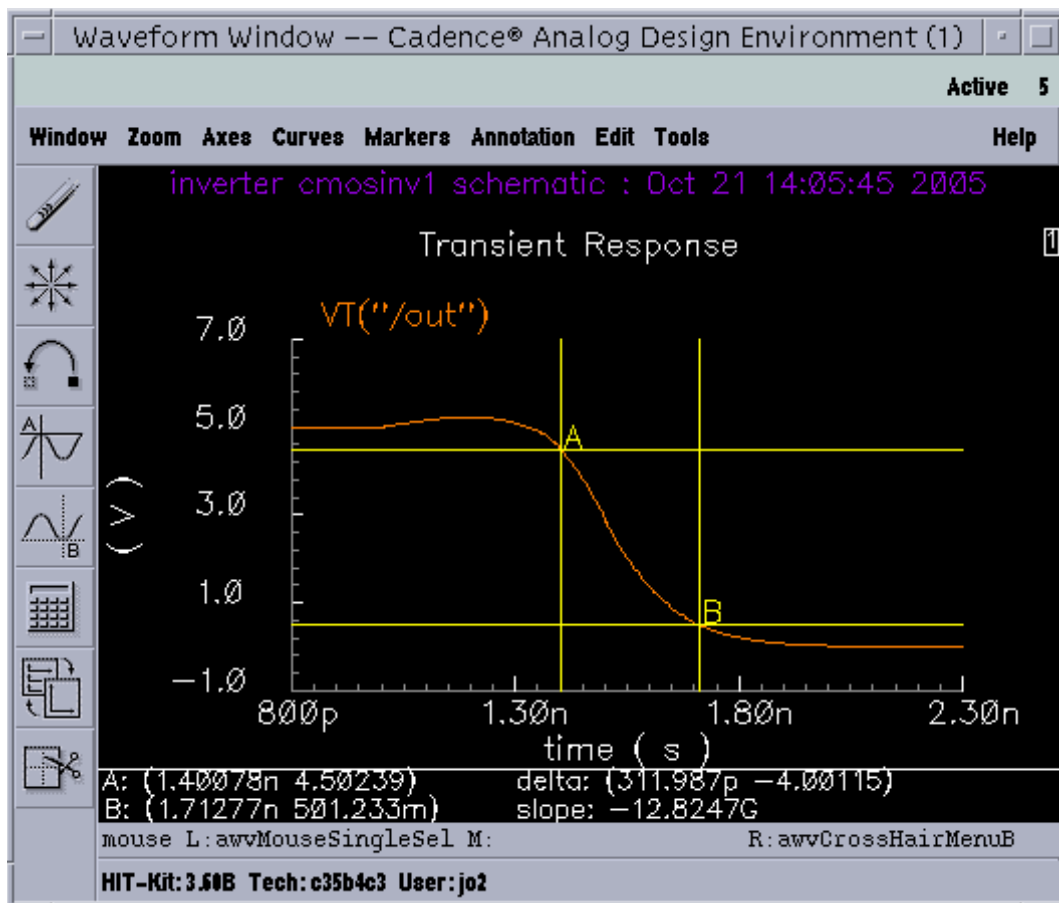 Waveform Window -- Cadence® Analog Design Environment (1)
Active 5
Window Zoom Axes Curves Markers Annotation Edit Tools Help
inverter cmosinv1 schematic : Oct 21 14:05:45 2005
Transient Response
1
VT("/out")
7.0
5.0
3.0
1.0
-1.0
(V)
A
B
A
B
800p 1.30n 1.80n 2.30n
time ( s )
A: (1.40078n 4.50239) delta: (311.987p -4.00115)
B: (1.71277n 501.233m) slope: -12.8247G
mouse L:awvMouseSingleSel M: R:awvCrossHairMenuB
HIT-Kit:3.60B Tech:c35b4c3 User:jo2